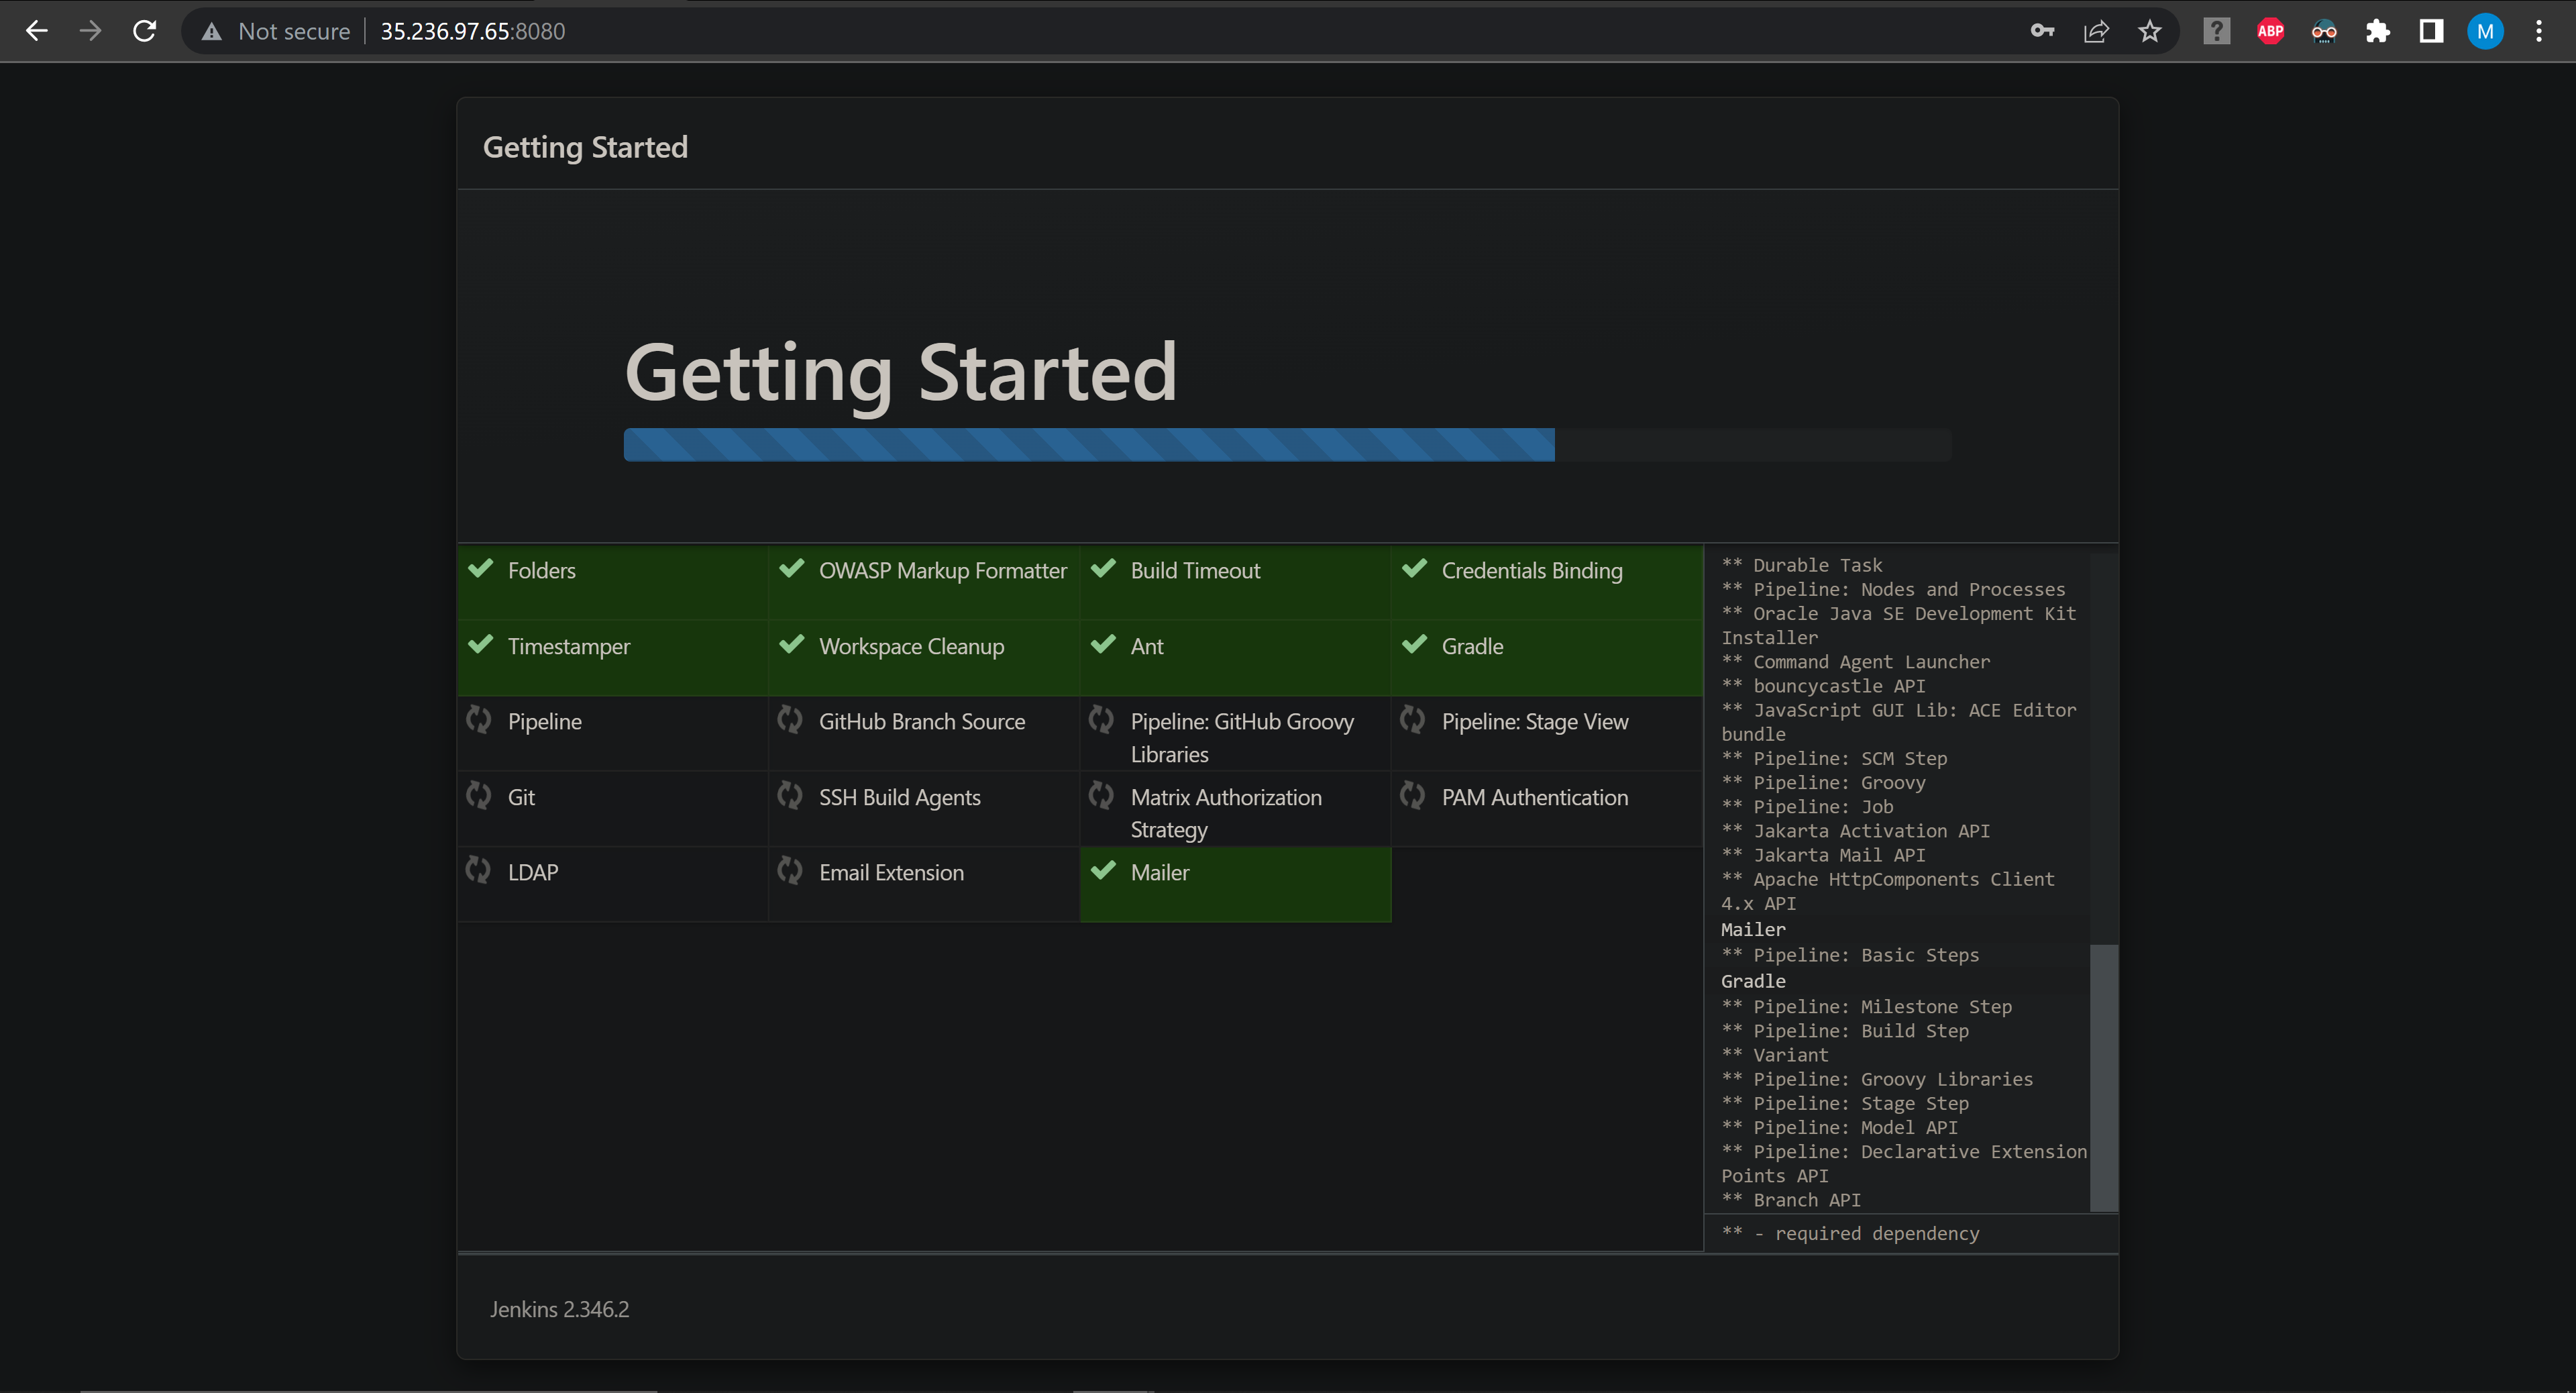 Not secure
35.236.97.65:8080
ABP
M
Getting Started
Getting Started
Folders
OWASP Markup Formatter
Build Timeout
Credentials Binding
Timestamper
Workspace Cleanup
Ant
Gradle
Pipeline
GitHub Branch Source
Pipeline: GitHub Groovy
Libraries
Pipeline: Stage View
Git
SSH Build Agents
Matrix Authorization
Strategy
PAM Authentication
LDAP
Email Extension
Mailer
** Durable Task
** Pipeline: Nodes and Processes
** Oracle Java SE Development Kit
Installer
** Command Agent Launcher
** bouncycastle API
** JavaScript GUI Lib: ACE Editor
bundle
** Pipeline: SCM Step
** Pipeline: Groovy
** Pipeline: Job
** Jakarta Activation API
** Jakarta Mail API
** Apache HttpComponents Client
4.x API
Mailer
** Pipeline: Basic Steps
Gradle
** Pipeline: Milestone Step
** Pipeline: Build Step
** Variant
** Pipeline: Groovy Libraries
** Pipeline: Stage Step
** Pipeline: Model API
** Pipeline: Declarative Extension
Points API
** Branch API
** - required dependency
Jenkins 2.346.2